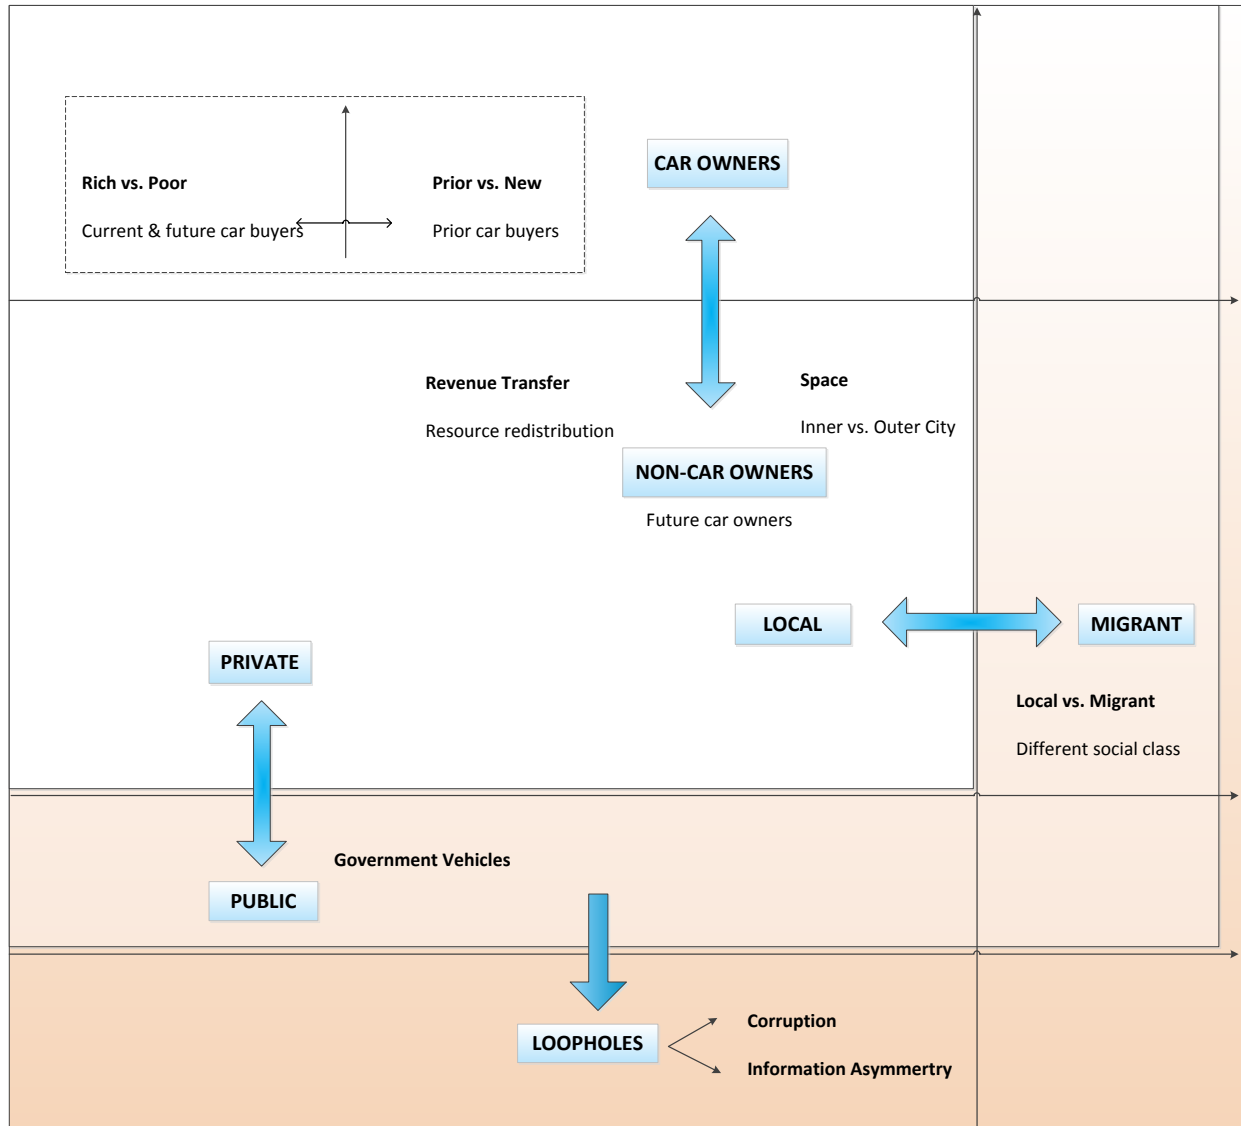 CAR OWNERS
Rich vs. Poor
Current & future car buyers
Prior vs. New
Prior car buyers
Revenue Transfer
Resource redistribution
Space
Inner vs. Outer City
NON-CAR OWNERS
Future car owners
LOCAL
MIGRANT
PRIVATE
Local vs. Migrant
Different social class
Government Vehicles
PUBLIC
LOOPHOLES
Corruption
Information Asymmertry